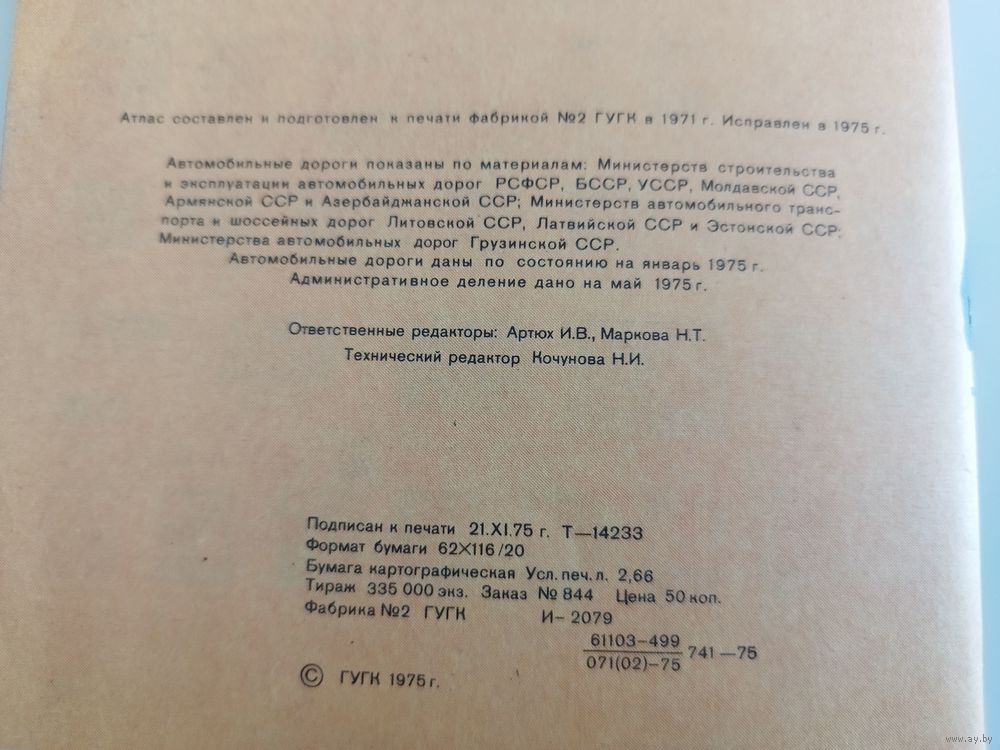 Атлас составлен и подготовлен к печати фабрикой №2 ГУГК в 1971 г. Исправлен в 1975 г.
Автомобильные дороги показаны по материалам: Министерств строительства
и эксплуатации автомобильных дорог РСФСР, БССР, УССР, Молдавской ССР,
Армянской ССР и Азербайджанской ССР; Министерств автомобильного транс-
порта и шоссейных дорог Литовской ССР, Латвийской ССР и Эстонской ССР;
Министерства автомобильных дорог Грузинской ССР.
Автомобильные дороги даны по состоянию на январь 1975 г.
Административное деление дано на май 1975 г.
Ответственные редакторы: Артюх И.В., Маркова Н.Т.
Технический редактор Кочунова Н.И.
Подписан к печати 21.XI.75 г. Т—14233
Формат бумаги 62X116/20
Бумага картографическая Усл. печ. л. 2,66
Тираж 335 000 экз. Заказ №844 Цена 50 коп.
Фабрика №2 ГУГК И-2079
61103-499
071(02)-75 741—75
© ГУГК 1975 г.
www.ay.by